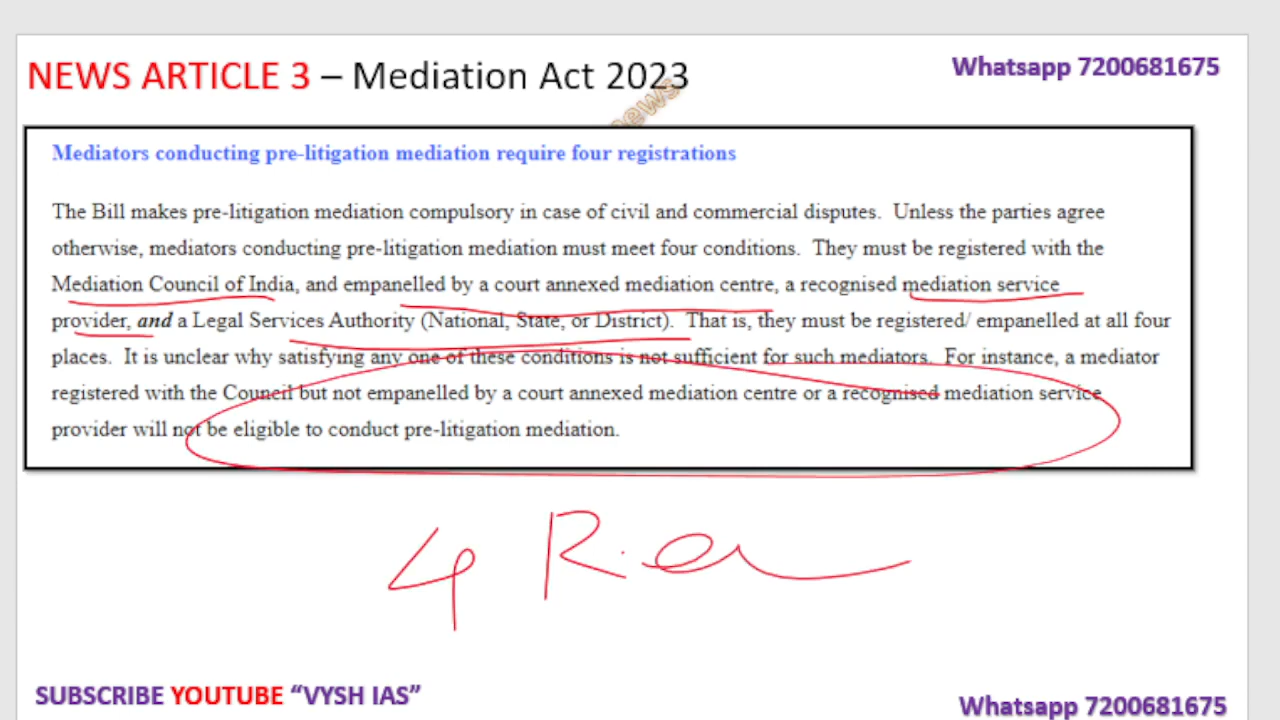 NEWS ARTICLE 3 – Mediation Act 2023
Whatsapp 7200681675
news
Mediators conducting pre-litigation mediation require four registrations
The Bill makes pre-litigation mediation compulsory in case of civil and commercial disputes. Unless the parties agree
otherwise, mediators conducting pre-litigation mediation must meet four conditions. They must be registered with the
Mediation Council of India, and empanelled by a court annexed mediation centre, a recognised mediation service
provider, and a Legal Services Authority (National, State, or District). That is, they must be registered/ empanelled at all four
places. It is unclear why satisfying any one of these conditions is not sufficient for such mediators. For instance, a mediator
registered with the Council but not empanelled by a court annexed mediation centre or a recognised mediation service
provider will not be eligible to conduct pre-litigation mediation.
4
SUBSCRIBE YOUTUBE “VYSH IAS”
Whatsapp 7200681675